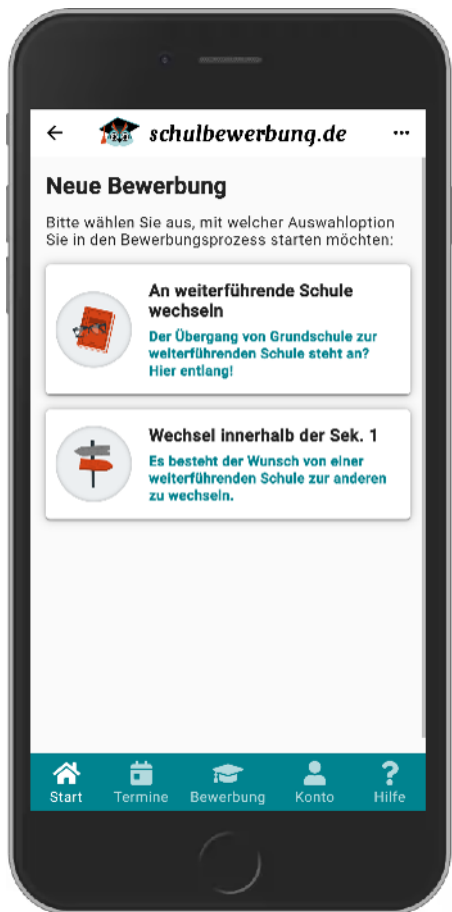 schulbewerbung.de
Neue Bewerbung
Bitte wählen Sie aus, mit welcher Auswahloption
Sie in den Bewerbungsprozess starten möchten:
An weiterführende Schule
wechseln
Der Übergang von Grundschule zur
weiterführenden Schule steht an?
Hier entlang!
Wechsel innerhalb der Sek. 1
Es besteht der Wunsch von einer
weiterführenden Schule zur anderen
zu wechseln.
Start Termine Bewerbung Konto Hilfe